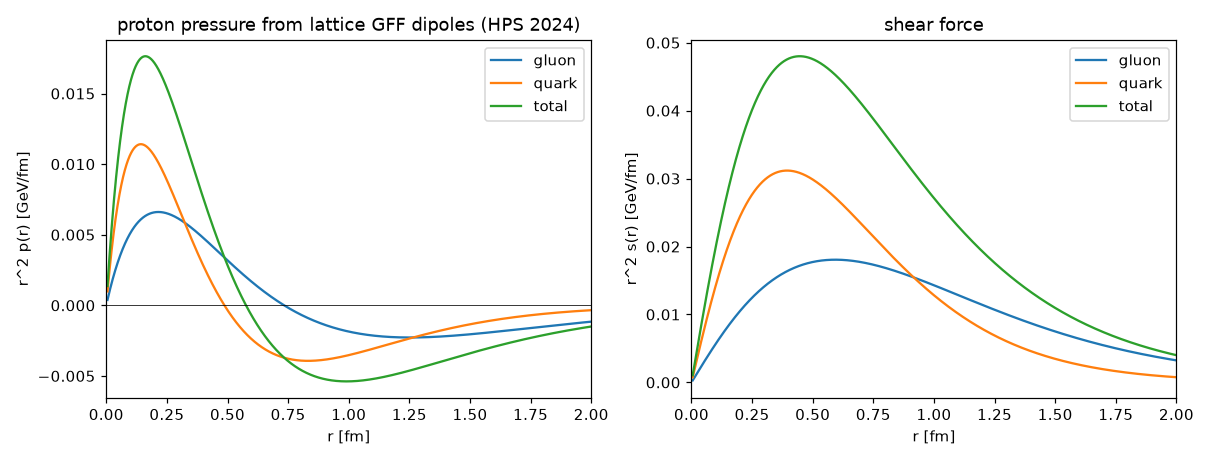 proton pressure from lattice GFF dipoles (HPS 2024)
r^2 p(r) [GeV/fm]
0.015
0.010
0.005
0.000
−0.005
gluon
quark
total
0.00 0.25 0.50 0.75 1.00 1.25 1.50 1.75 2.00
r [fm]
shear force
r^2 s(r) [GeV/fm]
0.05
0.04
0.03
0.02
0.01
0.00
gluon
quark
total
0.00 0.25 0.50 0.75 1.00 1.25 1.50 1.75 2.00
r [fm]